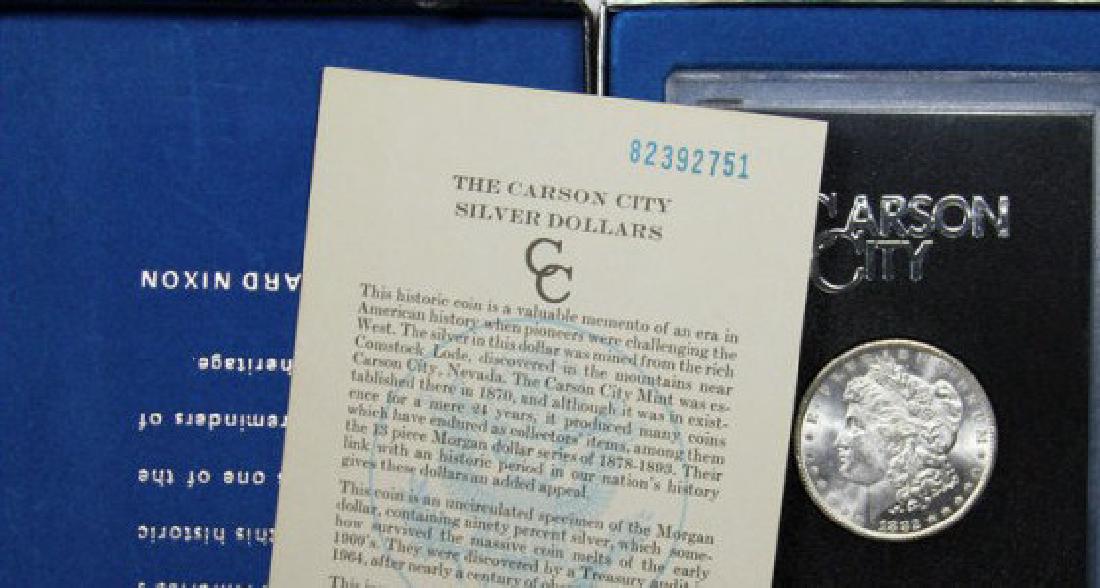 82392751
THE CARSON CITY
SILVER DOLLARS
CC
This historic coin is a valuable memento of an era in
American history when pioneers were challenging the
West. The silver in this dollar was mined from the rich
Comstock Lode, discovered in the mountains near
Carson City, Nevada. The Carson City Mint was es-
tablished there in 1870, and although it was in exist-
ence for a mere 24 years, it produced many coins
which have endured as collectors' items, among them
the 13 piece Morgan dollar series of 1878-1893. Their
link with an historic period in our nation's history
gives these dollars an added appeal.
This coin is an uncirculated specimen of the Morgan
dollar, containing ninety percent silver, which some-
how survived the massive coin melts of the early
1900's. They were discovered by a Treasury audit
1964, after nearly a century of
CARSON
CITY
1882
ARD NIXON
heritage.
reminders of
one of the
this historic